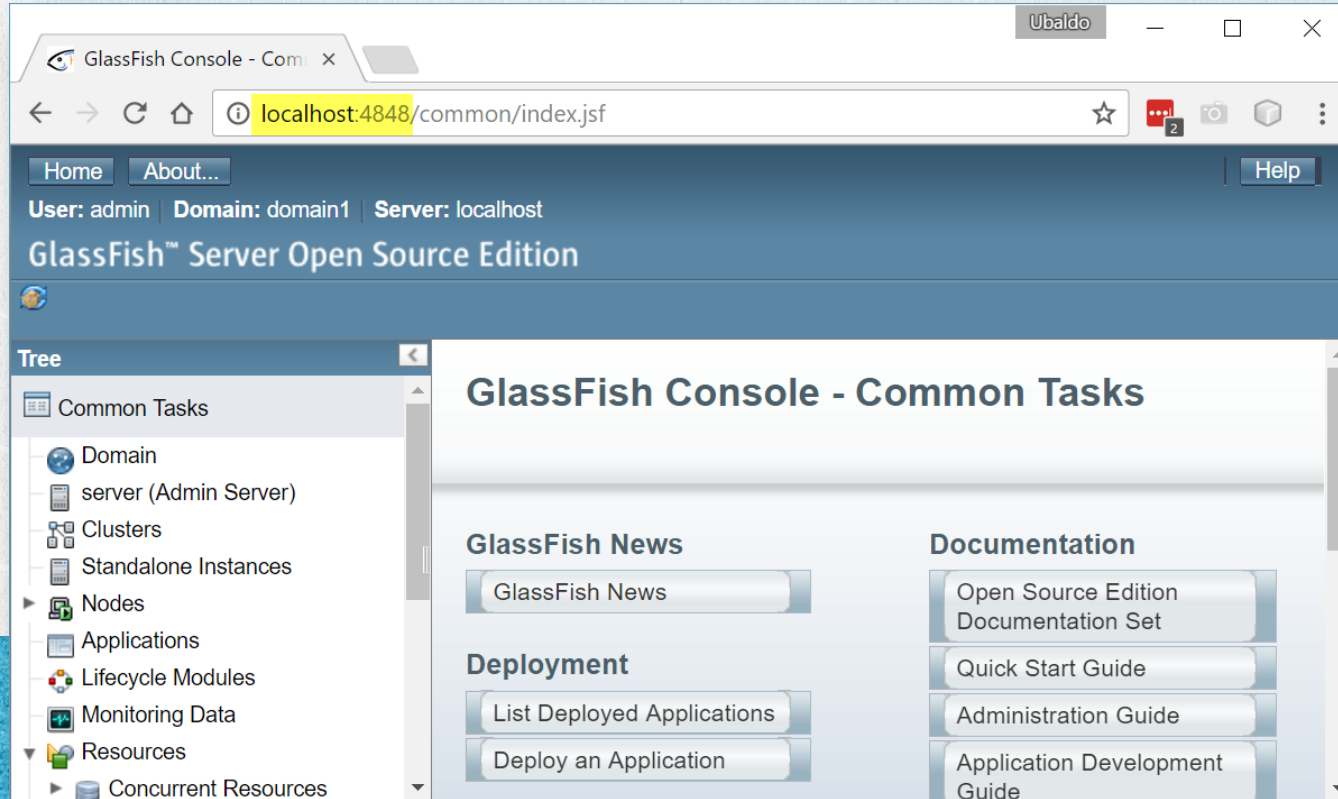 Ubaldo
GlassFish Console - Com
localhost:4848/common/index.jsf
2
Home About... Help
User: admin Domain: domain1 Server: localhost
GlassFish™ Server Open Source Edition
Tree
Common Tasks
Domain
server (Admin Server)
Clusters
Standalone Instances
Nodes
Applications
Lifecycle Modules
Monitoring Data
Resources
Concurrent Resources
GlassFish Console - Common Tasks
GlassFish News
GlassFish News
Deployment
List Deployed Applications
Deploy an Application
Documentation
Open Source Edition
Documentation Set
Quick Start Guide
Administration Guide
Application Development
Guide